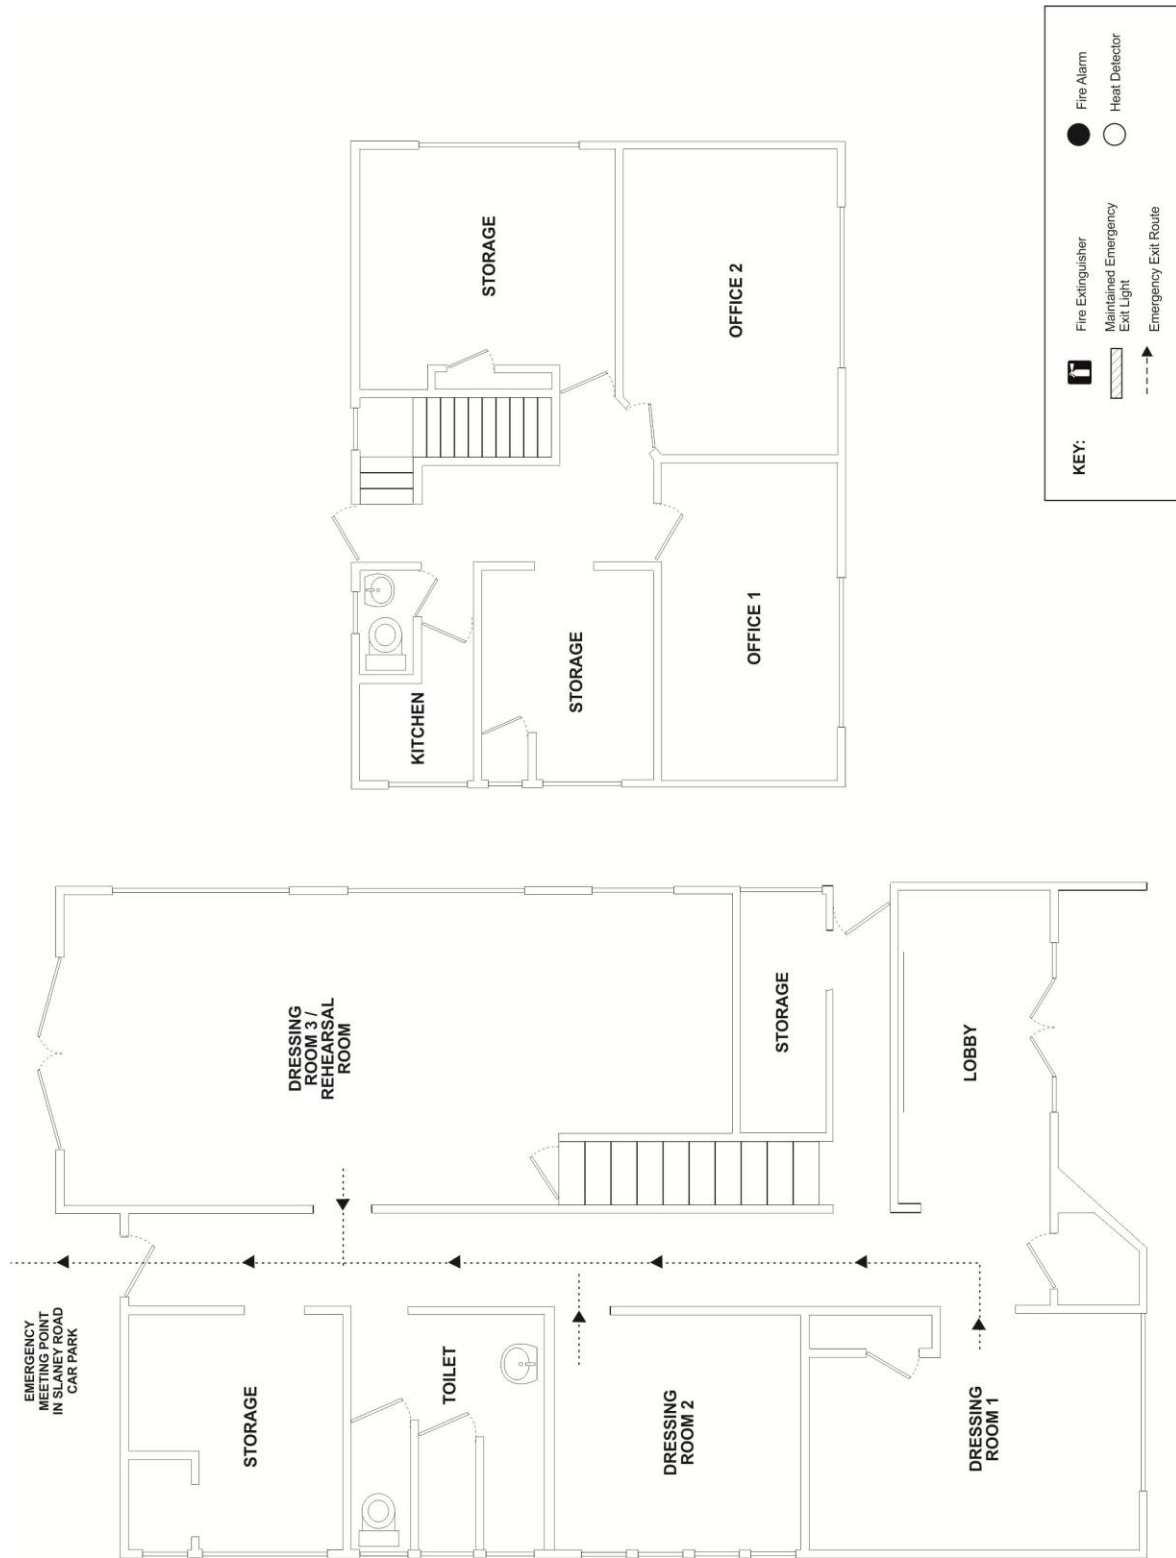 EMERGENCY
MEETING POINT
IN SLANEY ROAD
CAR PARK
STORAGE
TOILET
DRESSING
ROOM 2
DRESSING
ROOM 1
DRESSING
ROOM 3 /
REHEARSAL
ROOM
STORAGE
LOBBY
KITCHEN
STORAGE
OFFICE 1
STORAGE
OFFICE 2
KEY:
Fire Extinguisher
Maintained Emergency
Exit Light
Emergency Exit Route
Fire Alarm
Heat Detector